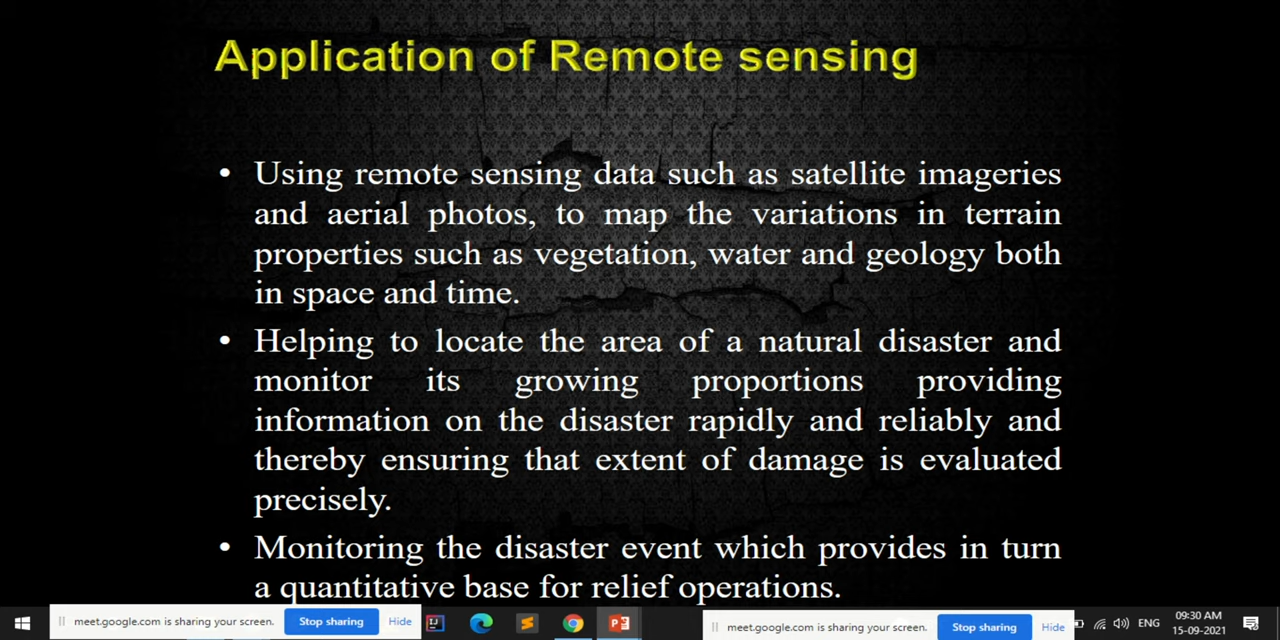 Application of Remote sensing
• Using remote sensing data such as satellite imageries
and aerial photos, to map the variations in terrain
properties such as vegetation, water and geology both
in space and time.
• Helping to locate the area of a natural disaster and
monitor its growing proportions providing
information on the disaster rapidly and reliably and
thereby ensuring that extent of damage is evaluated
precisely.
• Monitoring the disaster event which provides in turn
a quantitative base for relief operations.
meet.google.com is sharing your screen. Stop sharing Hide
meet.google.com is sharing your screen. Stop sharing Hide
ENG
09:30 AM
15-09-2021